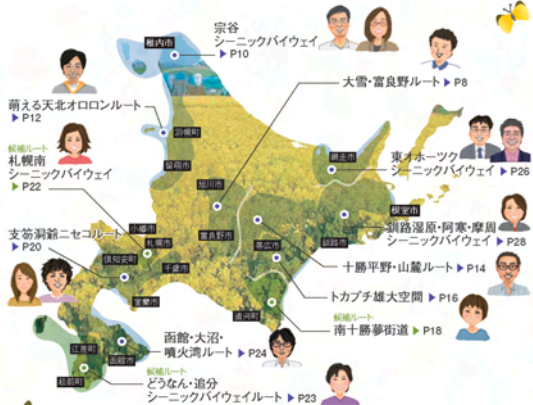 稚内市
宗谷
シーニックバイウェイ
▶P10
大雪・富良野ルート ▶P8
萌える天北オロロンルート
▶P12
羽幌町
留萌市
候補ルート
札幌南
シーニックバイウェイ
▶P22
旭川市
網走市
東オホーツク
シーニックバイウェイ ▶P26
根室市
釧路湿原・阿寒・摩周
シーニックバイウェイ ▶P28
小樽市
札幌市
富良野市
帯広市
釧路市
支笏洞爺ニセコルート
▶P20
倶知安町
千歳市
室蘭市
十勝平野・山麓ルート ▶P14
トカプチ雄大空間 ▶P16
浦河町
候補ルート
南十勝夢街道 ▶P18
函館・大沼・
噴火湾ルート ▶P24
江差町
函館市
松前町
候補ルート
どうなん・追分
シーニックバイウェイルート ▶P23